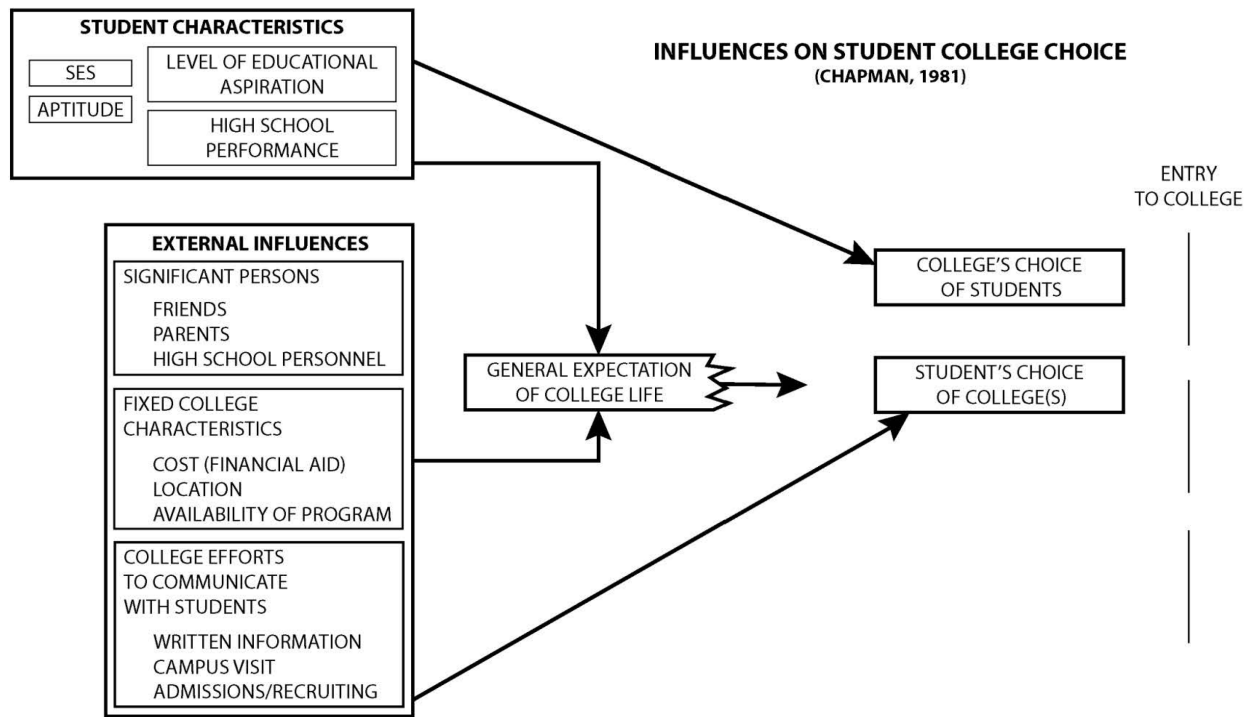 STUDENT CHARACTERISTICS
SES
APTITUDE
LEVEL OF EDUCATIONAL
ASPIRATION
HIGH SCHOOL
PERFORMANCE
INFLUENCES ON STUDENT COLLEGE CHOICE
(CHAPMAN, 1981)
ENTRY
TO COLLEGE
EXTERNAL INFLUENCES
SIGNIFICANT PERSONS
FRIENDS
PARENTS
HIGH SCHOOL PERSONNEL
FIXED COLLEGE
CHARACTERISTICS
COST (FINANCIAL AID)
LOCATION
AVAILABILITY OF PROGRAM
COLLEGE EFFORTS
TO COMMUNICATE
WITH STUDENTS
WRITTEN INFORMATION
CAMPUS VISIT
ADMISSIONS/RECRUITING
GENERAL EXPECTATION
OF COLLEGE LIFE
COLLEGE'S CHOICE
OF STUDENTS
STUDENT'S CHOICE
OF COLLEGE(S)